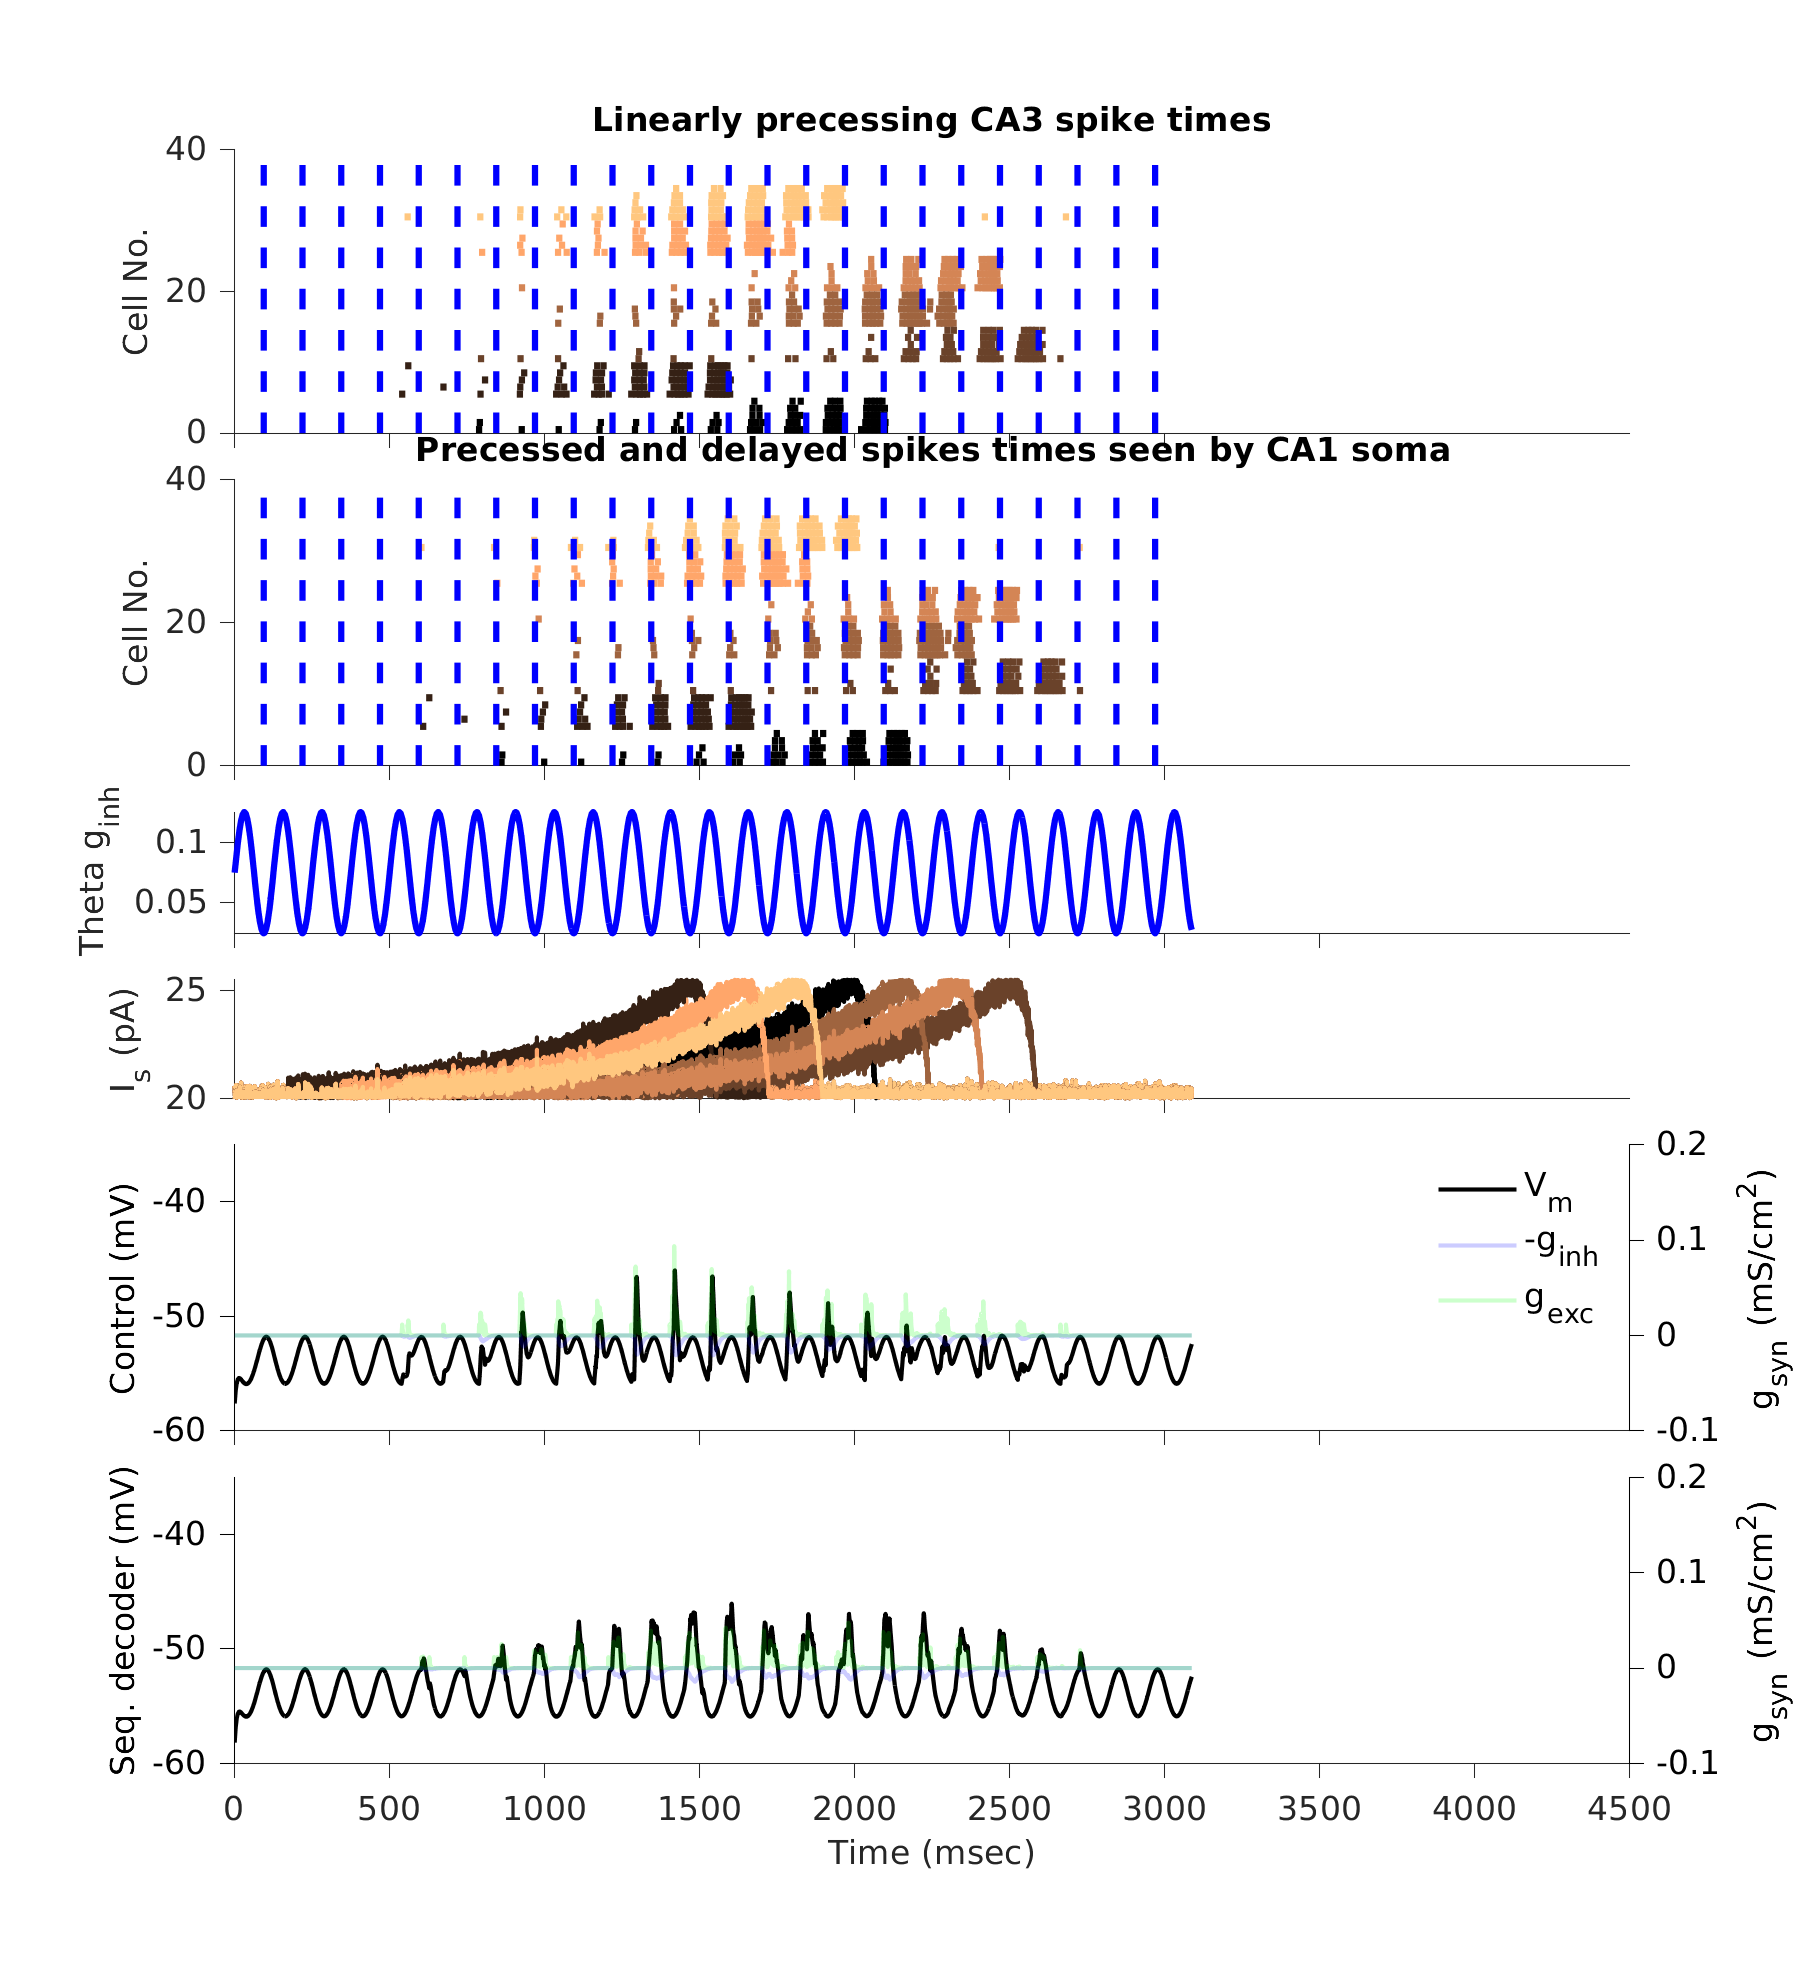 Linearly precessing CA3 spike times
40
20
0
Cell No.
Precessed and delayed spikes times seen by CA1 soma
40
20
0
Cell No.
0.1
0.05
Theta g_inh
25
20
I_s (pA)
-40
-50
-60
Control (mV)
V_m
-g_inh
g_exc
0.2
0.1
0
-0.1
g_syn (mS/cm^2)
-40
-50
-60
Seq. decoder (mV)
0.2
0.1
0
-0.1
g_syn (mS/cm^2)
0 500 1000 1500 2000 2500 3000 3500 4000 4500
Time (msec)